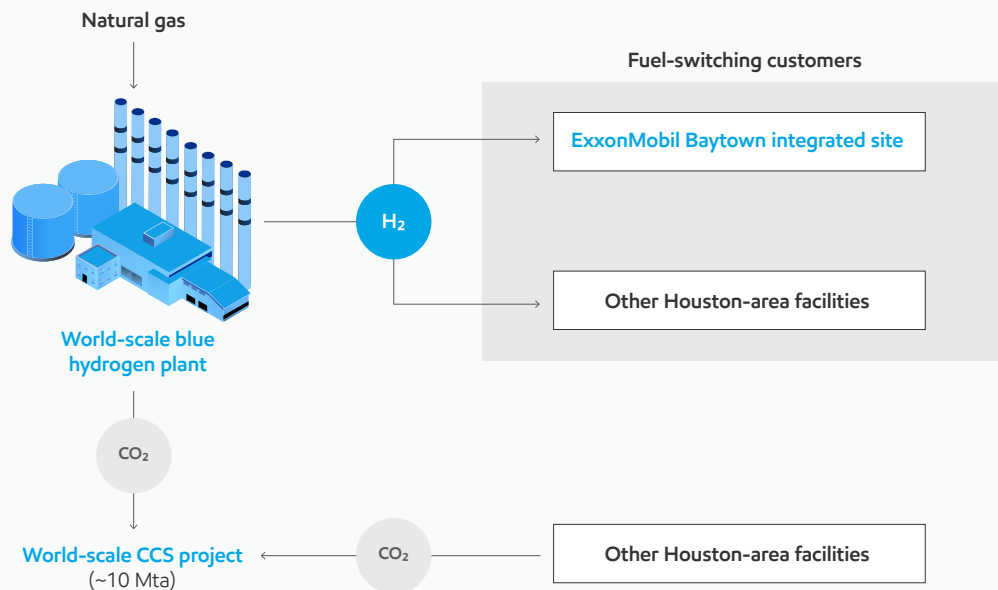 Natural gas
Fuel-switching customers
ExxonMobil Baytown integrated site
H₂
Other Houston-area facilities
World-scale blue
hydrogen plant
CO₂
World-scale CCS project
(~10 Mta)
CO₂
Other Houston-area facilities